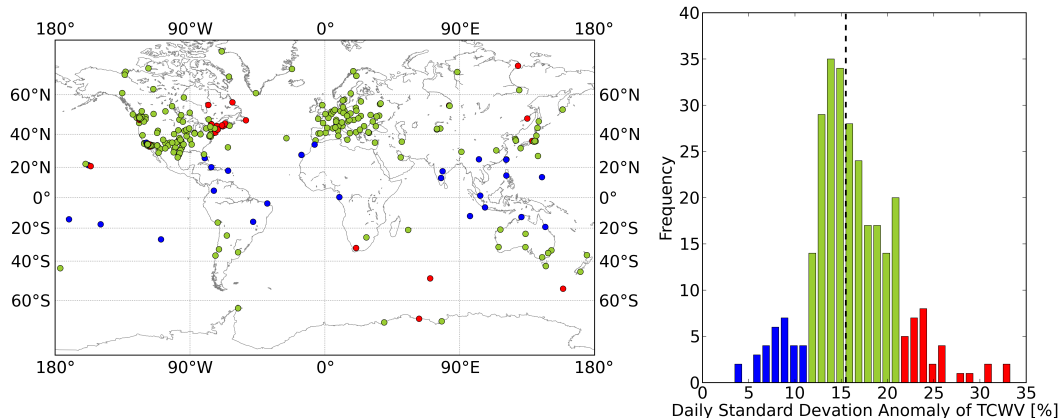 180° 90°W 0° 90°E 180°
60°N 60°N
40°N 40°N
20°N 20°N
0° 0°
20°S 20°S
40°S 40°S
60°S 60°S
180° 90°W 0° 90°E 180°
40
35
30
25
20
15
10
5
0
Frequency
0 5 10 15 20 25 30 35
Daily Standard Devation Anomaly of TCWV [%]